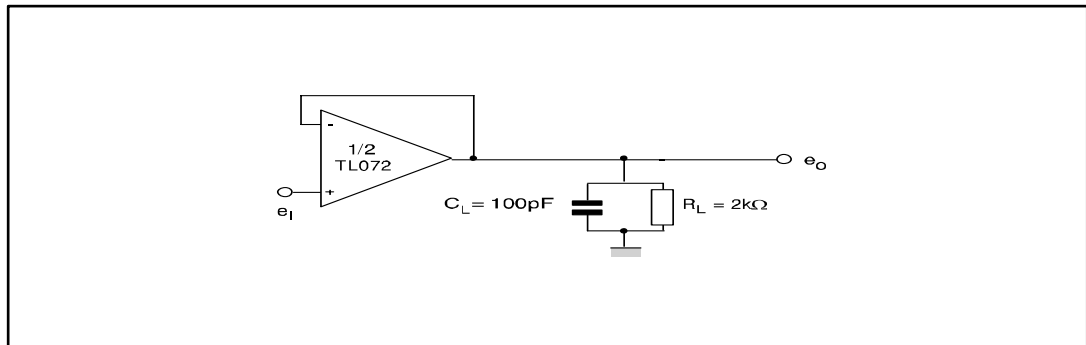 -
1/2
TL072
+
e_I
e_o
C_L = 100pF
R_L = 2kΩ